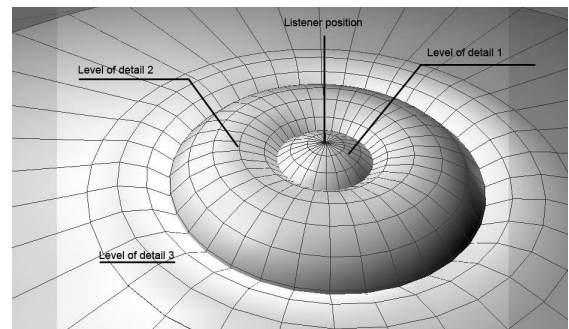 Listener position
Level of detail 1
Level of detail 2
Level of detail 3